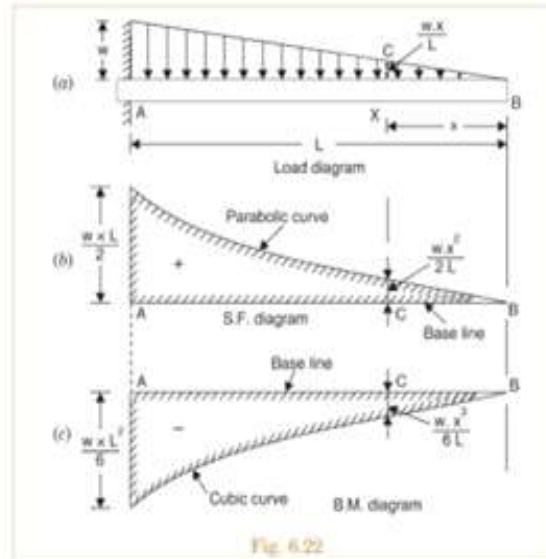 w
(a)
C
w.x
L
A
X
B
x
L
Load diagram
w × L
2
(b)
Parabolic curve
+
w.x²
2.L
A
S.F. diagram
C
Base line
B
A
Base line
C
B
w × L²
6
(c)
−
w. x³
6 L
Cubic curve
B.M. diagram
Fig. 6.22